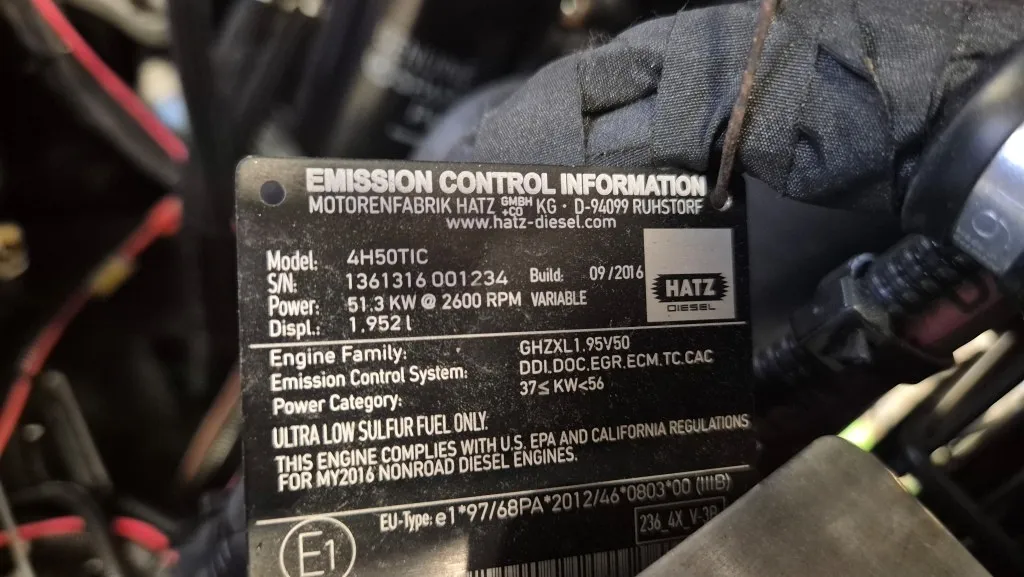 EMISSION CONTROL INFORMATION
MOTORENFABRIK HATZ GMBH +CO KG · D-94099 RUHSTORF
www.hatz-diesel.com
Model: 4H50TIC
S/N: 1361316 001234 Build: 09/2016
Power: 51,3 KW @ 2600 RPM VARIABLE
Displ.: 1.952 l
HATZ
DIESEL
Engine Family: GHZXL1.95V50
Emission Control System: DDI.DOC.EGR.ECM.TC.CAC
Power Category: 37≤ KW<56
ULTRA LOW SULFUR FUEL ONLY.
THIS ENGINE COMPLIES WITH U.S. EPA AND CALIFORNIA REGULATIONS
FOR MY2016 NONROAD DIESEL ENGINES.
EU-Type: e1*97/68PA*2012/46*0803*00 (IIIB)
E1
236_4X_V-3P